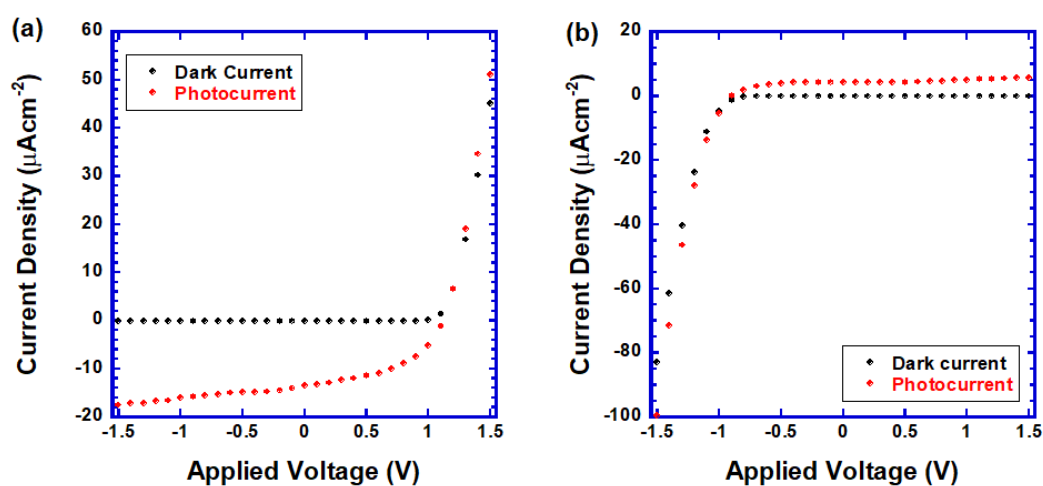 (a)
60
50
40
30
20
10
0
-10
-20
-1.5 -1 -0.5 0 0.5 1 1.5
Current Density (μAcm-2)
Applied Voltage (V)
Dark Current
Photocurrent
(b)
20
0
-20
-40
-60
-80
-100
-1.5 -1 -0.5 0 0.5 1 1.5
Current Density (μAcm-2)
Applied Voltage (V)
Dark current
Photocurrent